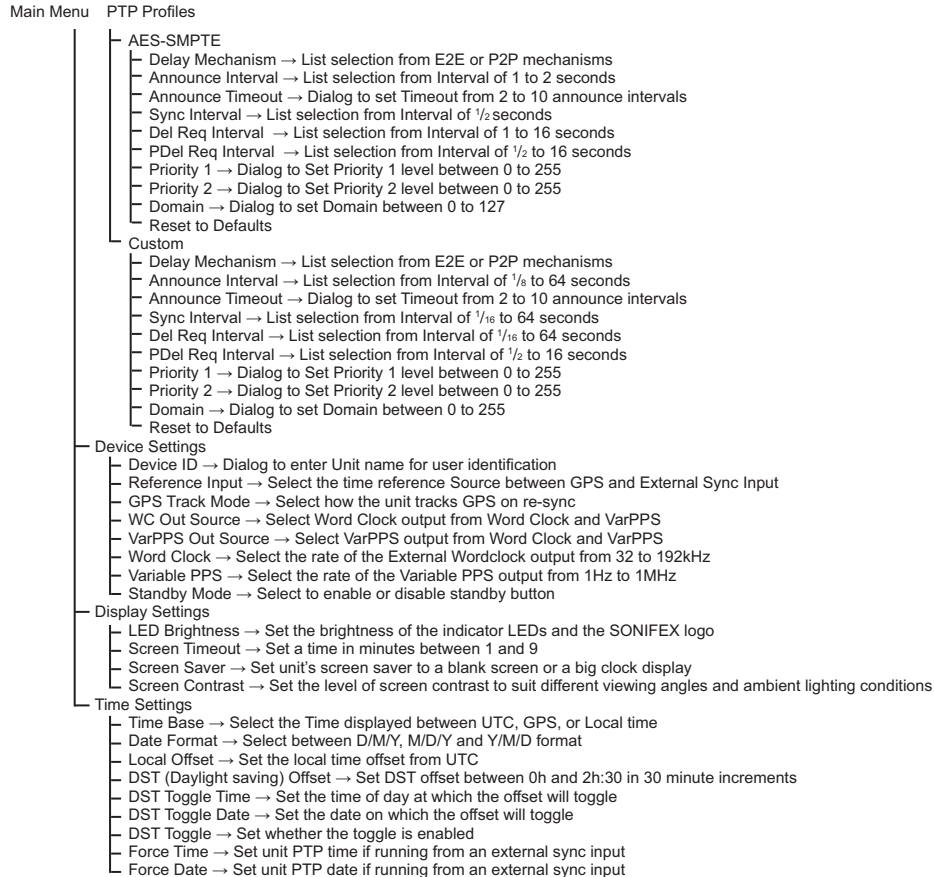 Main Menu PTP Profiles
AES-SMPTE
Delay Mechanism → List selection from E2E or P2P mechanisms
Announce Interval → List selection from Interval of 1 to 2 seconds
Announce Timeout → Dialog to set Timeout from 2 to 10 announce intervals
Sync Interval → List selection from Interval of 1/2 seconds
Del Req Interval → List selection from Interval of 1 to 16 seconds
PDel Req Interval → List selection from Interval of 1/2 to 16 seconds
Priority 1 → Dialog to Set Priority 1 level between 0 to 255
Priority 2 → Dialog to Set Priority 2 level between 0 to 255
Domain → Dialog to set Domain between 0 to 127
Reset to Defaults
Custom
Delay Mechanism → List selection from E2E or P2P mechanisms
Announce Interval → List selection from Interval of 1/8 to 64 seconds
Announce Timeout → Dialog to set Timeout from 2 to 10 announce intervals
Sync Interval → List selection from Interval of 1/16 to 64 seconds
Del Req Interval → List selection from Interval of 1/16 to 64 seconds
PDel Req Interval → List selection from Interval of 1/2 to 16 seconds
Priority 1 → Dialog to Set Priority 1 level between 0 to 255
Priority 2 → Dialog to Set Priority 2 level between 0 to 255
Domain → Dialog to set Domain between 0 to 255
Reset to Defaults
Device Settings
Device ID → Dialog to enter Unit name for user identification
Reference Input → Select the time reference Source between GPS and External Sync Input
GPS Track Mode → Select how the unit tracks GPS on re-sync
WC Out Source → Select Word Clock output from Word Clock and VarPPS
VarPPS Out Source → Select VarPPS output from Word Clock and VarPPS
Word Clock → Select the rate of the External Wordclock output from 32 to 192kHz
Variable PPS → Select the rate of the Variable PPS output from 1Hz to 1MHz
Standby Mode → Select to enable or disable standby button
Display Settings
LED Brightness → Set the brightness of the indicator LEDs and the SONIFEX logo
Screen Timeout → Set a time in minutes between 1 and 9
Screen Saver → Set unit's screen saver to a blank screen or a big clock display
Screen Contrast → Set the level of screen contrast to suit different viewing angles and ambient lighting conditions
Time Settings
Time Base → Select the Time displayed between UTC, GPS, or Local time
Date Format → Select between D/M/Y, M/D/Y and Y/M/D format
Local Offset → Set the local time offset from UTC
DST (Daylight saving) Offset → Set DST offset between 0h and 2h:30 in 30 minute increments
DST Toggle Time → Set the time of day at which the offset will toggle
DST Toggle Date → Set the date on which the offset will toggle
DST Toggle → Set whether the toggle is enabled
Force Time → Set unit PTP time if running from an external sync input
Force Date → Set unit PTP date if running from an external sync input